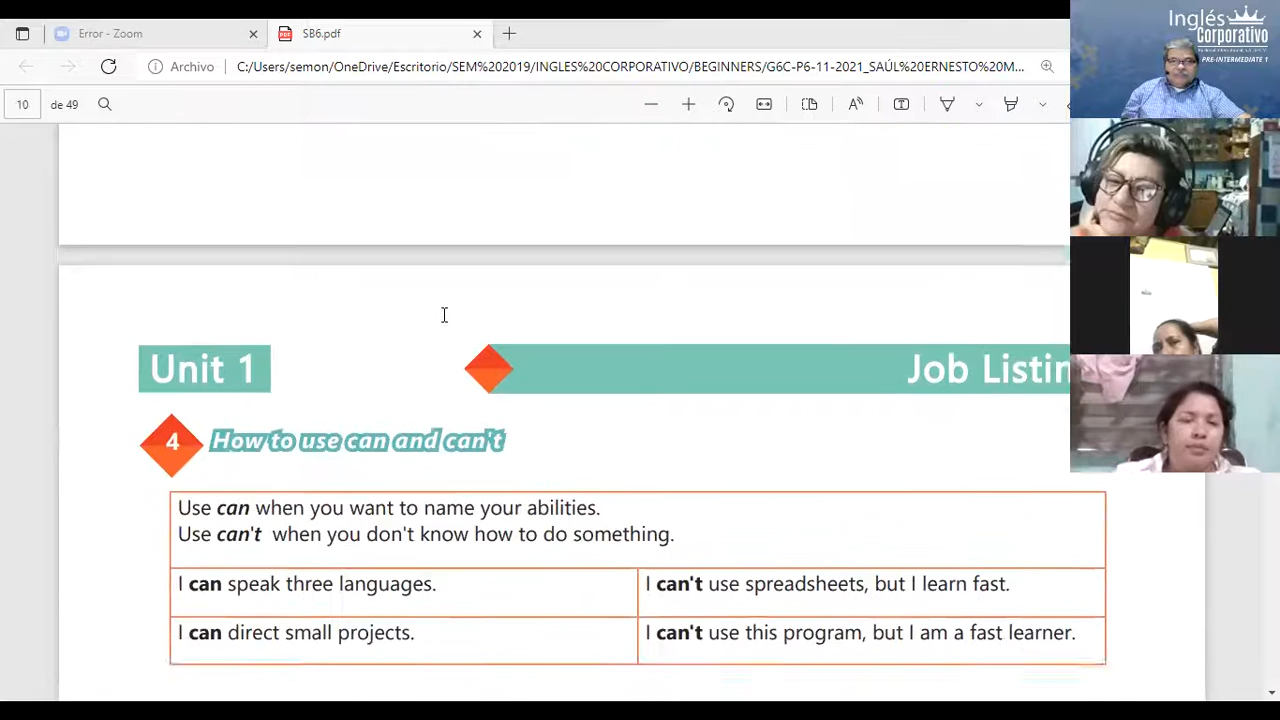 Error - Zoom
SB6.pdf
Archivo
C:/Users/semon/OneDrive/Escritorio/SEM%20INGLES%20CORPORATIVO/BEGINNERS/G6C-P6-11-2021_SAÚL%20ERNESTO%20M...
10
de 49
Inglés
Corporativo
PRE-INTERMEDIATE 1
Unit 1
Job Listin
4
How to use can and can't
Use can when you want to name your abilities.
Use can't when you don't know how to do something.
I can speak three languages.
I can't use spreadsheets, but I learn fast.
I can direct small projects.
I can't use this program, but I am a fast learner.